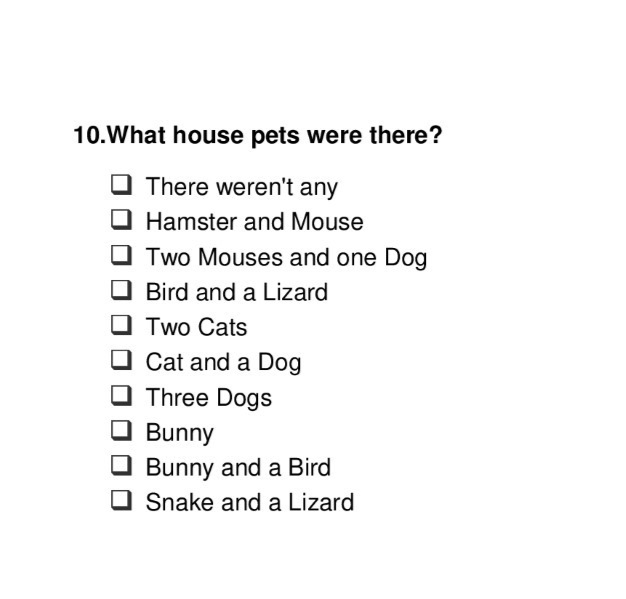 10.What house pets were there?
❑ There weren't any
❑ Hamster and Mouse
❑ Two Mouses and one Dog
❑ Bird and a Lizard
❑ Two Cats
❑ Cat and a Dog
❑ Three Dogs
❑ Bunny
❑ Bunny and a Bird
❑ Snake and a Lizard